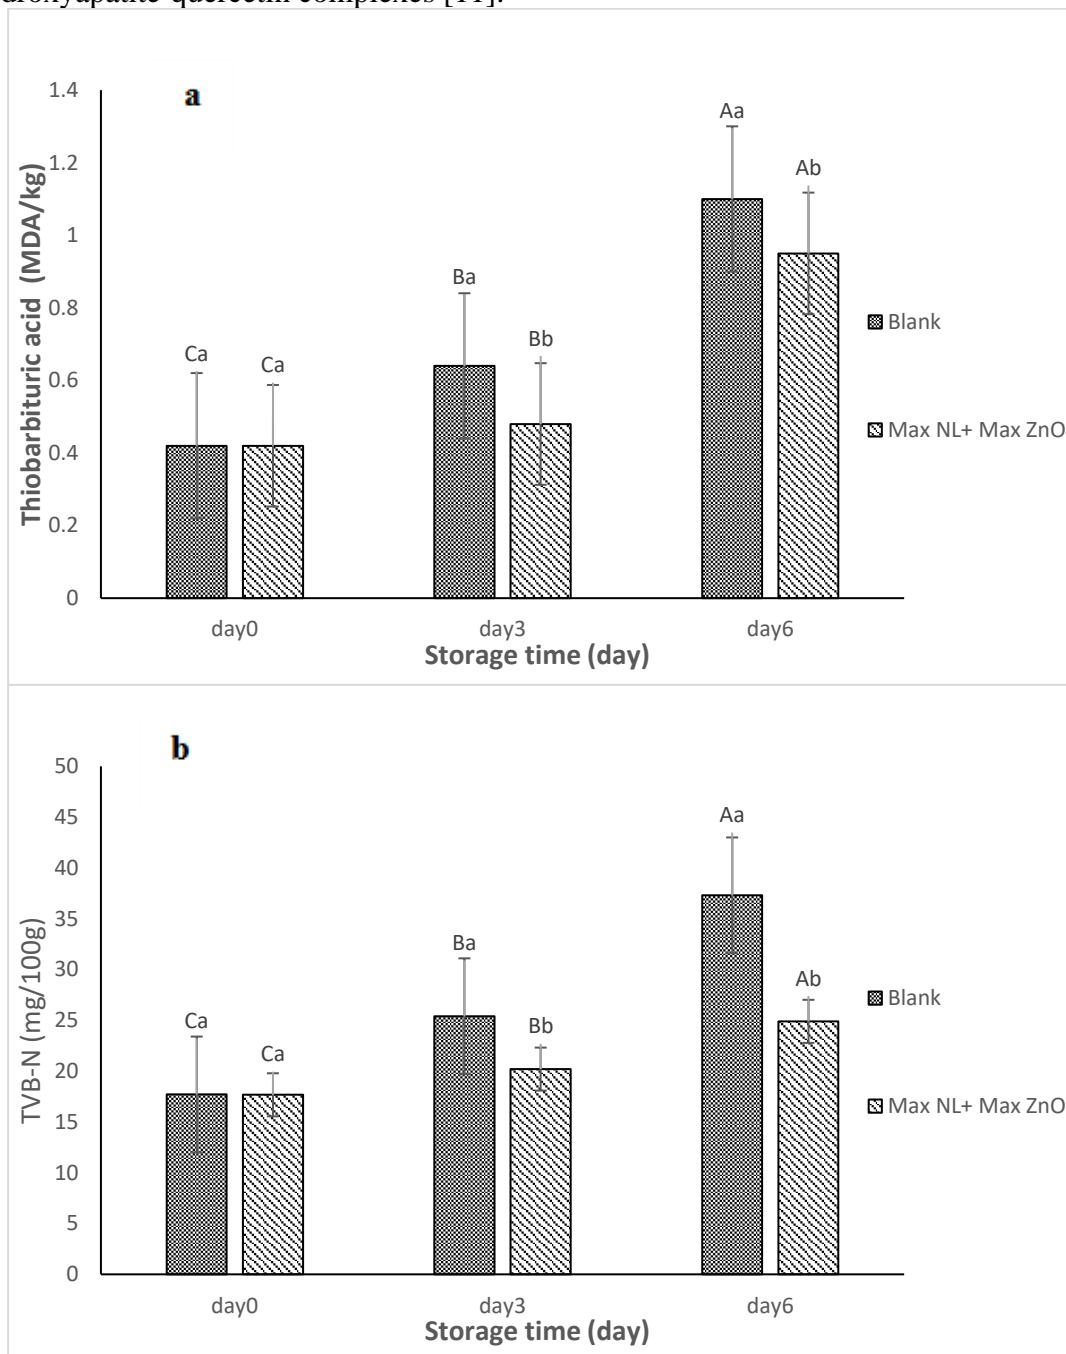 droxyapatite-quercetin complexes [11].
a
1.4
1.2
1
0.8
0.6
0.4
0.2
0
Thiobarbituric acid (MDA/kg)
Ca
Ca
Ba
Bb
Aa
Ab
Blank
Max NL+ Max ZnO
day0
day3
day6
Storage time (day)
b
50
45
40
35
30
25
20
15
10
5
0
TVB-N (mg/100g)
Ca
Ca
Ba
Bb
Aa
Ab
Blank
Max NL+ Max ZnO
day0
day3
day6
Storage time (day)